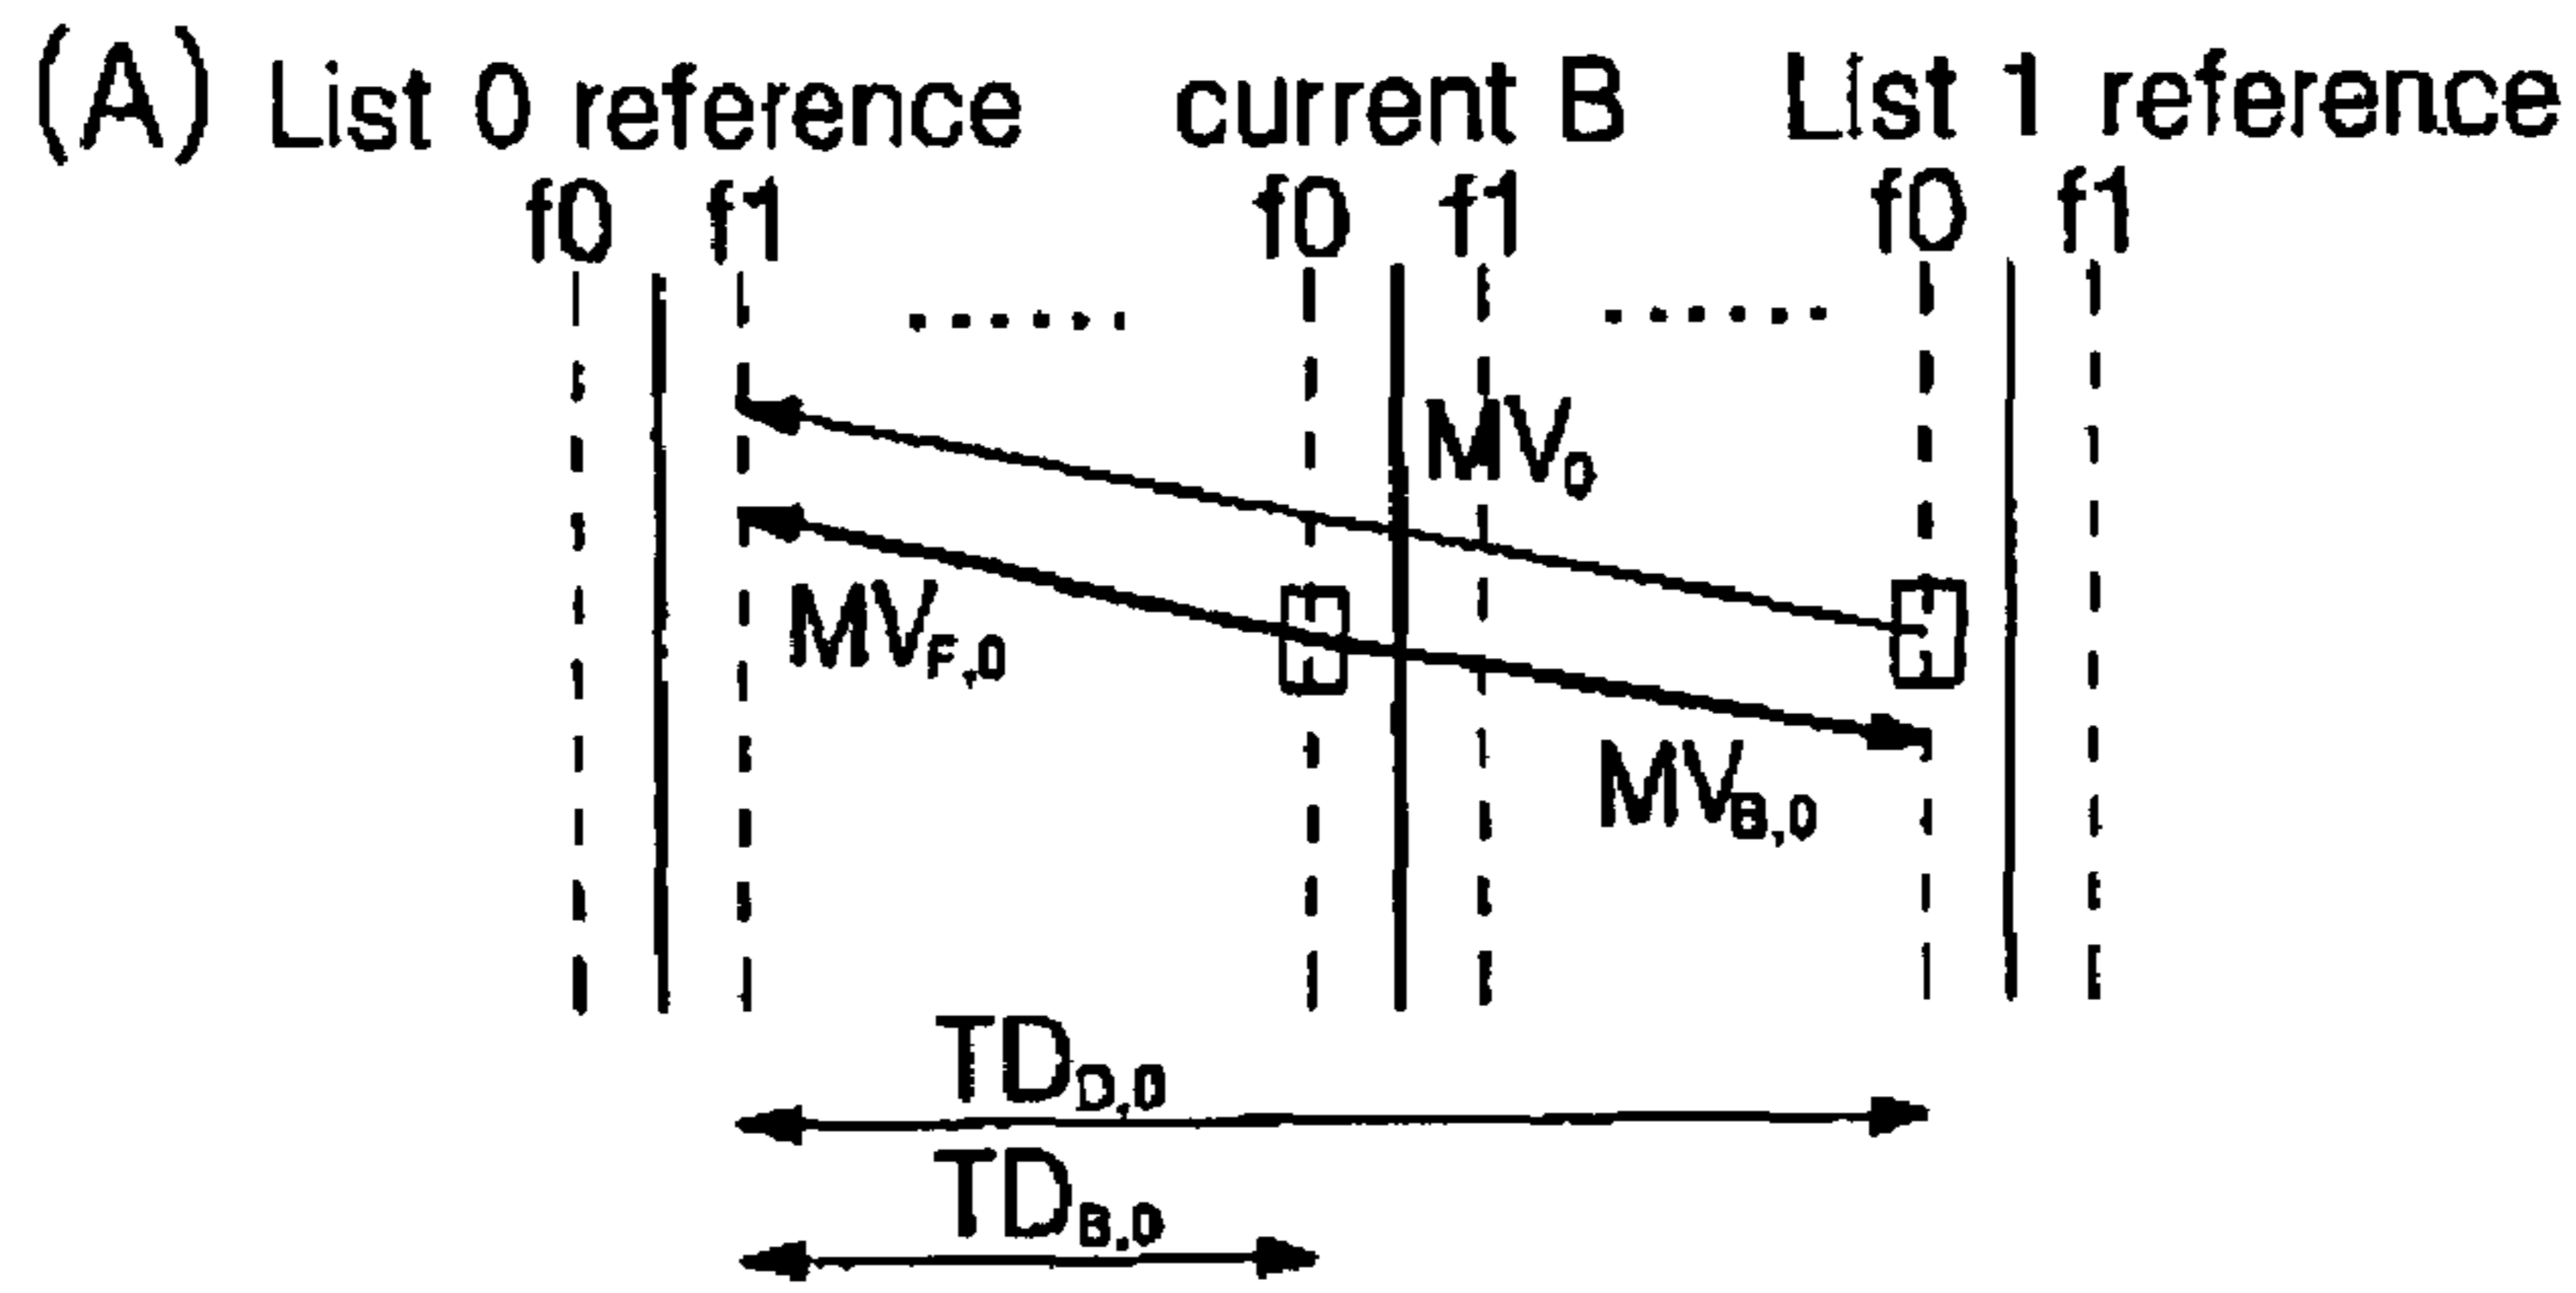 (A) List 0 reference current B List 1 reference
f0 f1 f0 f1 f0 f1
......  ......
MV0
MVF,0
MVB,0
TDD,0
TDB,0